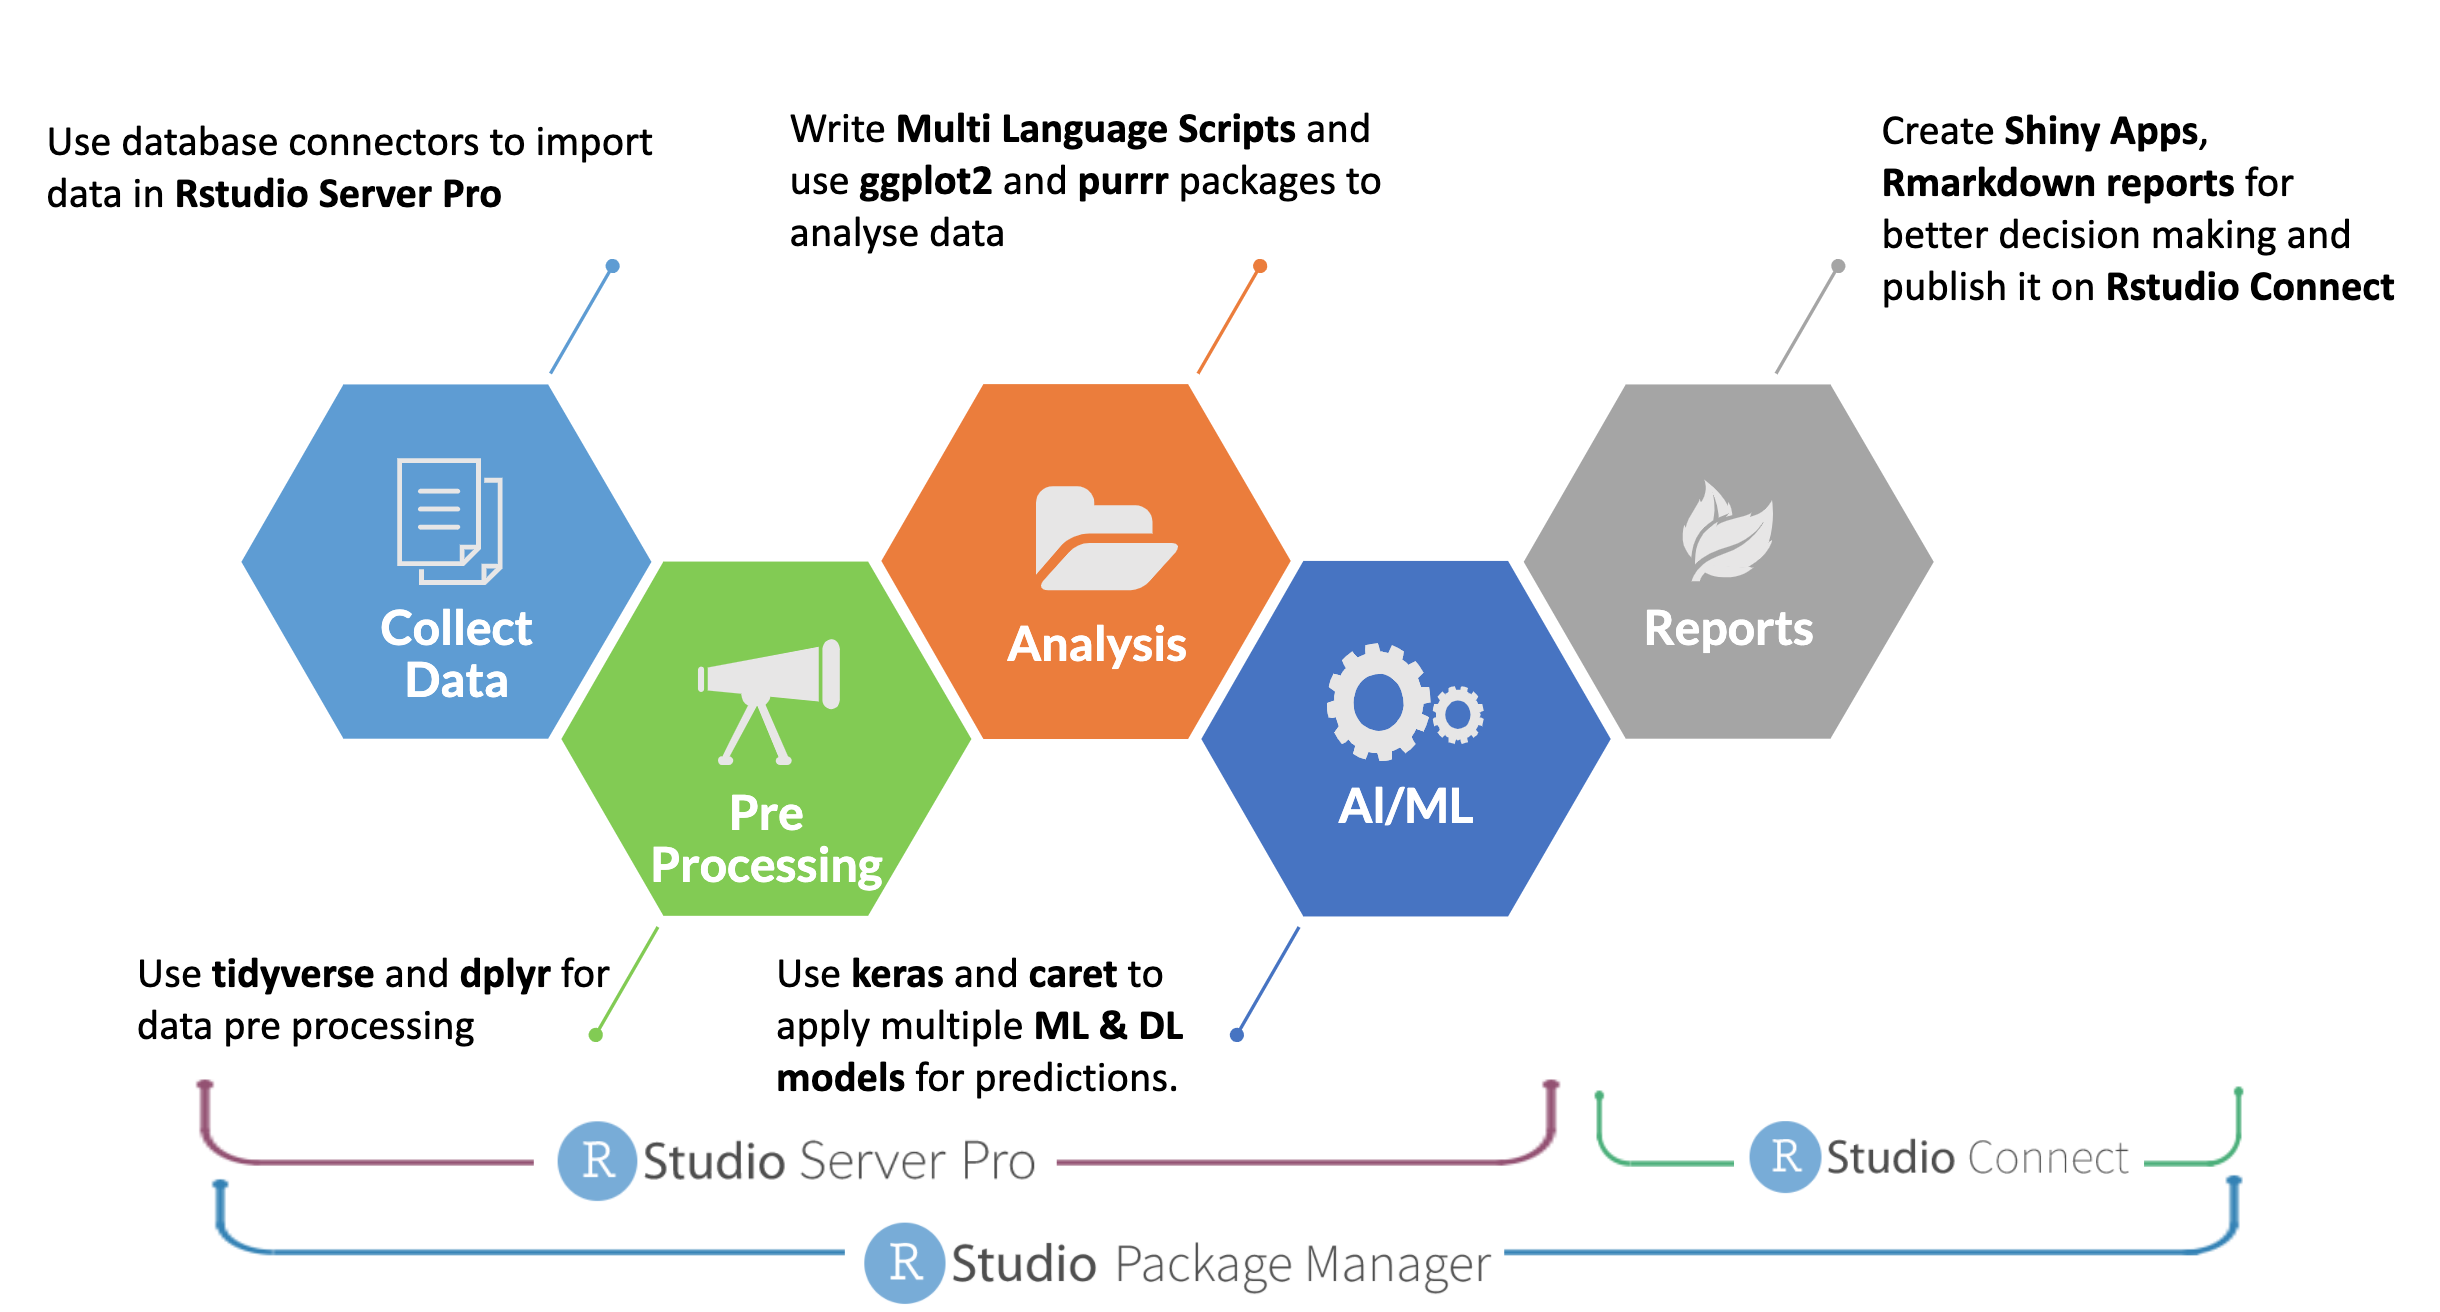 Use database connectors to import
data in Rstudio Server Pro
Write Multi Language Scripts and
use ggplot2 and purrr packages to
analyse data
Create Shiny Apps,
Rmarkdown reports for
better decision making and
publish it on Rstudio Connect
Collect
Data
Pre
Processing
Analysis
AI/ML
Reports
Use tidyverse and dplyr for
data pre processing
Use keras and caret to
apply multiple ML & DL
models for predictions.
R Studio Server Pro
R Studio Connect
R Studio Package Manager